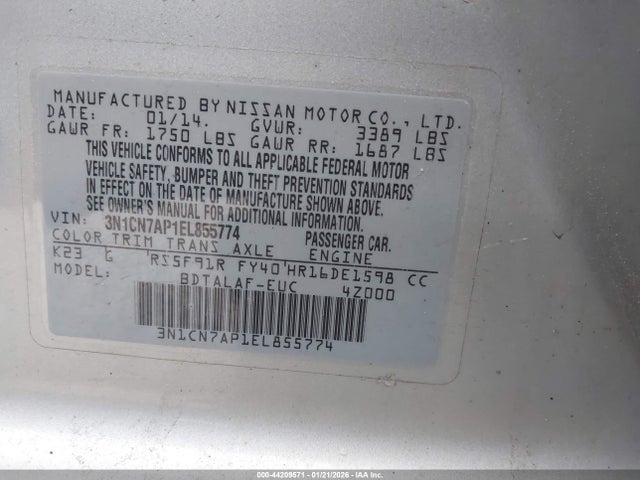 MANUFACTURED BY NISSAN MOTOR CO., LTD.
DATE: 01/14. GVWR: 3389 LBS
GAWR FR: 1750 LBS GAWR RR: 1687 LBS
THIS VEHICLE CONFORMS TO ALL APPLICABLE FEDERAL MOTOR
VEHICLE SAFETY, BUMPER AND THEFT PREVENTION STANDARDS
IN EFFECT ON THE DATE OF MANUFACTURE SHOWN ABOVE.
SEE OWNER'S MANUAL FOR ADDITIONAL INFORMATION.
VIN: 3N1CN7AP1EL855774 PASSENGER CAR.
COLOR TRIM TRANS AXLE ENGINE
K23 G RS5F91R FY40 HR16DE1598 CC
MODEL: BDTALAF-EUC 4Z000
3N1CN7AP1EL855774
000-44209571 - 01/21/2026 - IAA Corp.